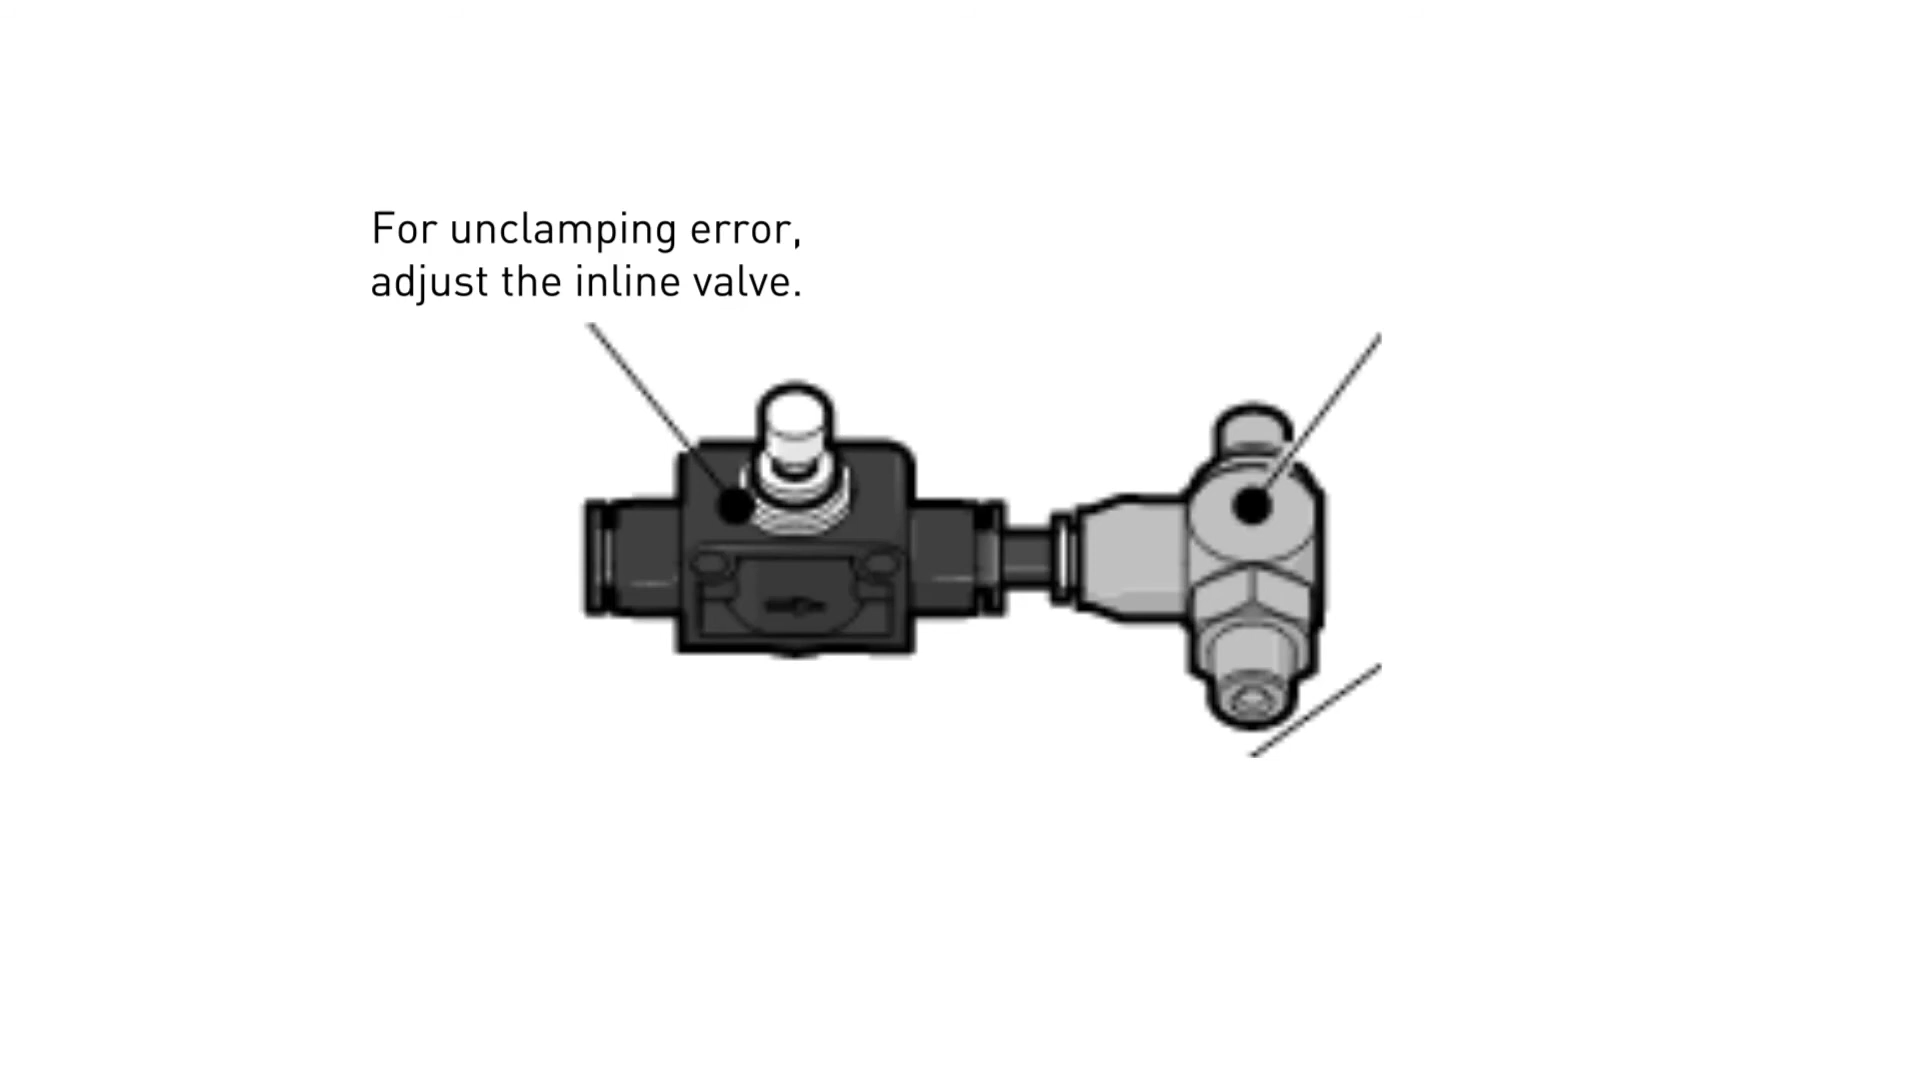 For unclamping error,
adjust the inline valve.